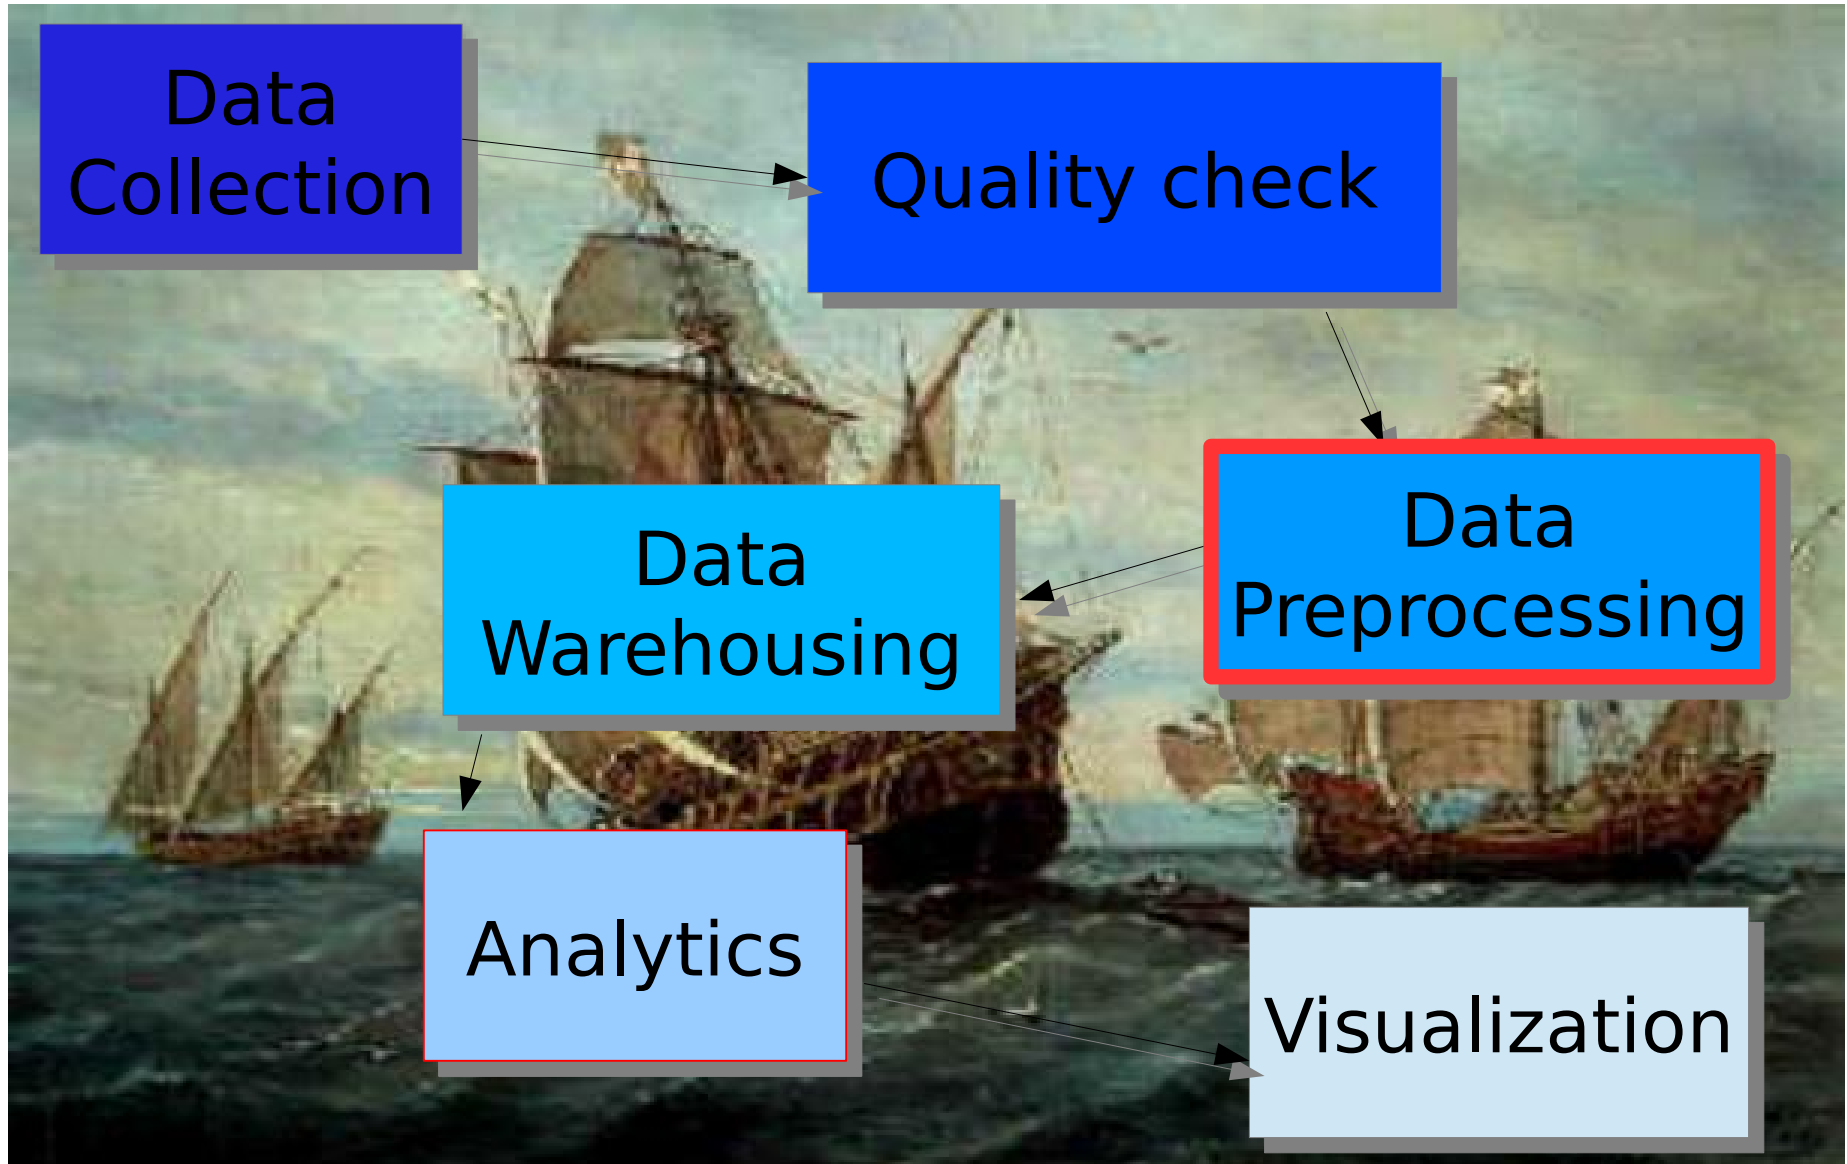 Data
Collection
Quality check
Data
Preprocessing
Data
Warehousing
Analytics
Visualization